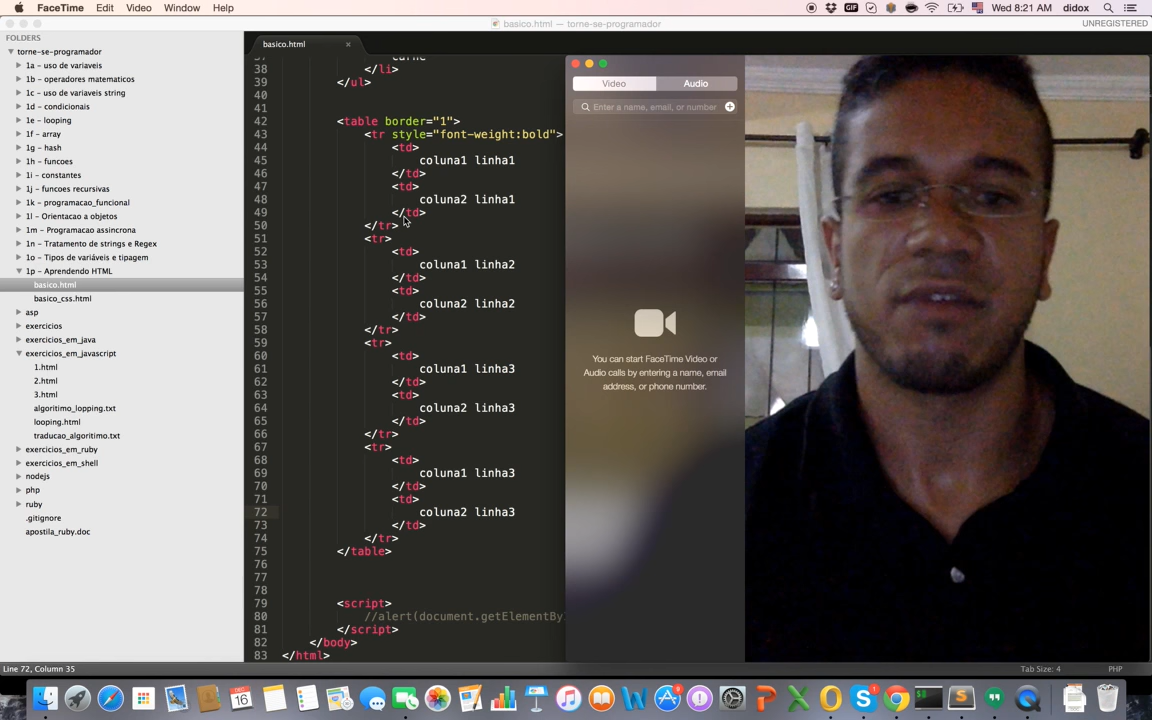 FaceTime Edit Video Window Help
GIF
Wed 8:21 AM didox
basico.html — torne-se-programador
UNREGISTERED
FOLDERS
torne-se-programador
1a - uso de variaveis
1b - operadores matematicos
1c - uso de variaveis string
1d - condicionais
1e - looping
1f - array
1g - hash
1h - funcoes
1i - constantes
1j - funcoes recursivas
1k - programacao_funcional
1l - Orientacao a objetos
1m - Programacao assincrona
1n - Tratamento de strings e Regex
1o - Tipos de variáveis e tipagem
1p - Aprendendo HTML
basico.html
basico_css.html
asp
exercicios
exercicios_em_java
exercicios_em_javascript
1.html
2.html
3.html
algoritimo_lopping.txt
looping.html
traducao_algoritimo.txt
exercicios_em_ruby
exercicios_em_shell
nodejs
php
ruby
.gitignore
apostila_ruby.doc
basico.html
38 </li>
39 </ul>
40
41
42 <table border="1">
43 <tr style="font-weight:bold">
44 <td>
45 coluna1 linha1
46 </td>
47 <td>
48 coluna2 linha1
49 </td>
50 </tr>
51 <tr>
52 <td>
53 coluna1 linha2
54 </td>
55 <td>
56 coluna2 linha2
57 </td>
58 </tr>
59 <tr>
60 <td>
61 coluna1 linha3
62 </td>
63 <td>
64 coluna2 linha3
65 </td>
66 </tr>
67 <tr>
68 <td>
69 coluna1 linha3
70 </td>
71 <td>
72 coluna2 linha3
73 </td>
74 </tr>
75 </table>
76
77
78
79 <script>
80 //alert(document.getElementBy
81 </script>
82 </body>
83 </html>
Video Audio
Enter a name, email, or number
You can start FaceTime Video or
Audio calls by entering a name, email
address, or phone number.
Line 72, Column 35
Tab Size: 4
PHP
16